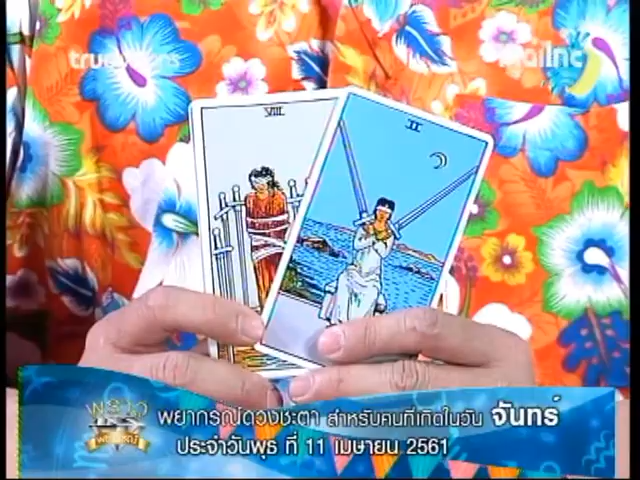 VIII
II
พยากรณ์ดวงชะตา สำหรับคนที่เกิดในวัน จันทร์
ประจำวันพุธ ที่ 11 เมษายน 2561